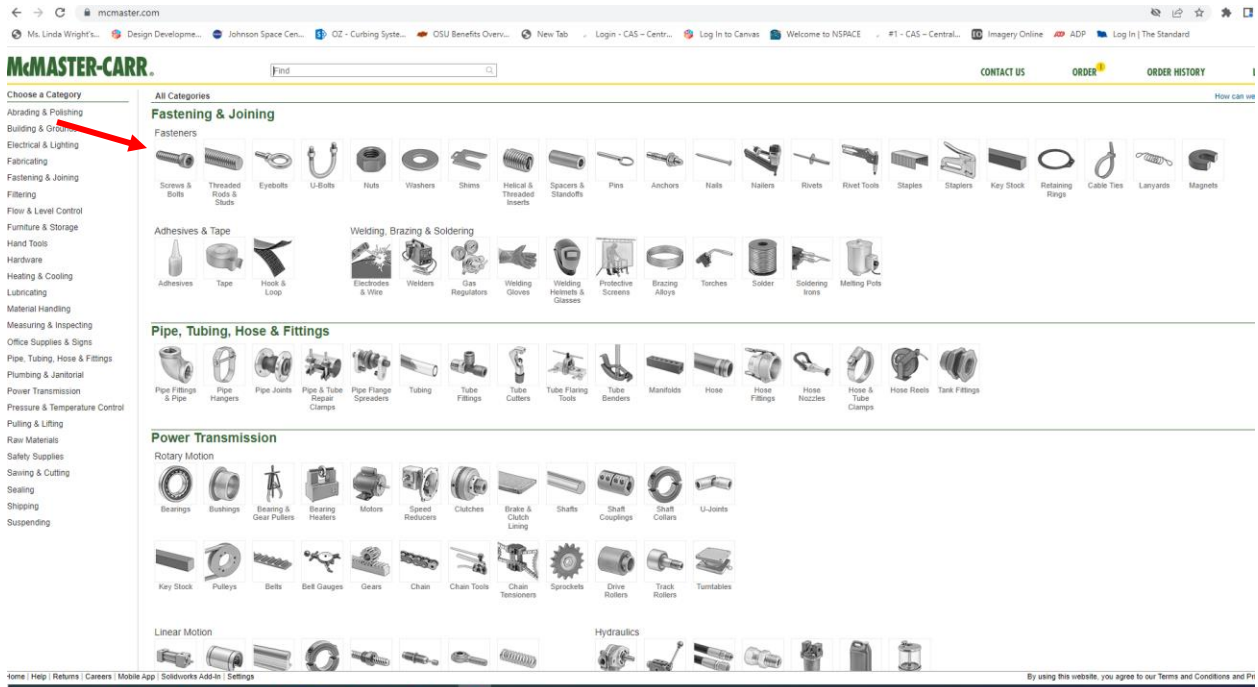 mcmaster.com
Ms. Linda Wright's... Design Developme... Johnson Space Cen... OZ - Curbing Syste... OSU Benefits Overv... New Tab Login - CAS – Centr... Log In to Canvas Welcome to NSPACE #1 - CAS – Central... Imagery Online ADP Log In | The Standard
McMASTER-CARR. Find CONTACT US ORDER 1 ORDER HISTORY
Choose a Category
Abrading & Polishing
Building & Grounds
Electrical & Lighting
Fabricating
Fastening & Joining
Filtering
Flow & Level Control
Furniture & Storage
Hand Tools
Hardware
Heating & Cooling
Lubricating
Material Handling
Measuring & Inspecting
Office Supplies & Signs
Pipe, Tubing, Hose & Fittings
Plumbing & Janitorial
Power Transmission
Pressure & Temperature Control
Pulling & Lifting
Raw Materials
Safety Supplies
Sawing & Cutting
Sealing
Shipping
Suspending
All Categories How can we
Fastening & Joining
Fasteners
Screws & Bolts Threaded Rods & Studs Eyebolts U-Bolts Nuts Washers Shims Helical & Threaded Inserts Spacers & Standoffs Pins Anchors Nails Nailers Rivets Rivet Tools Staples Staplers Key Stock Retaining Rings Cable Ties Lanyards Magnets
Adhesives & Tape Welding, Brazing & Soldering
Adhesives Tape Hook & Loop Electrodes & Wire Welders Gas Regulators Welding Gloves Welding Helmets & Glasses Protective Screens Brazing Alloys Torches Solder Soldering Irons Melting Pots
Pipe, Tubing, Hose & Fittings
Pipe Fittings & Pipe Pipe Hangers Pipe Joints Pipe & Tube Repair Clamps Pipe Flange Spreaders Tubing Tube Fittings Tube Cutters Tube Flaring Tools Tube Benders Manifolds Hose Hose Fittings Hose Nozzles Hose & Tube Clamps Hose Reels Tank Fittings
Power Transmission
Rotary Motion
Bearings Bushings Bearing & Gear Pullers Bearing Heaters Motors Speed Reducers Clutches Brake & Clutch Lining Shafts Shaft Couplings Shaft Collars U-Joints
Key Stock Pulleys Belts Belt Gauges Gears Chain Chain Tools Chain Tensioners Sprockets Drive Rollers Track Rollers Turntables
Linear Motion Hydraulics
Home | Help | Returns | Careers | Mobile App | Solidworks Add-In | Settings By using this website, you agree to our Terms and Conditions and Pr